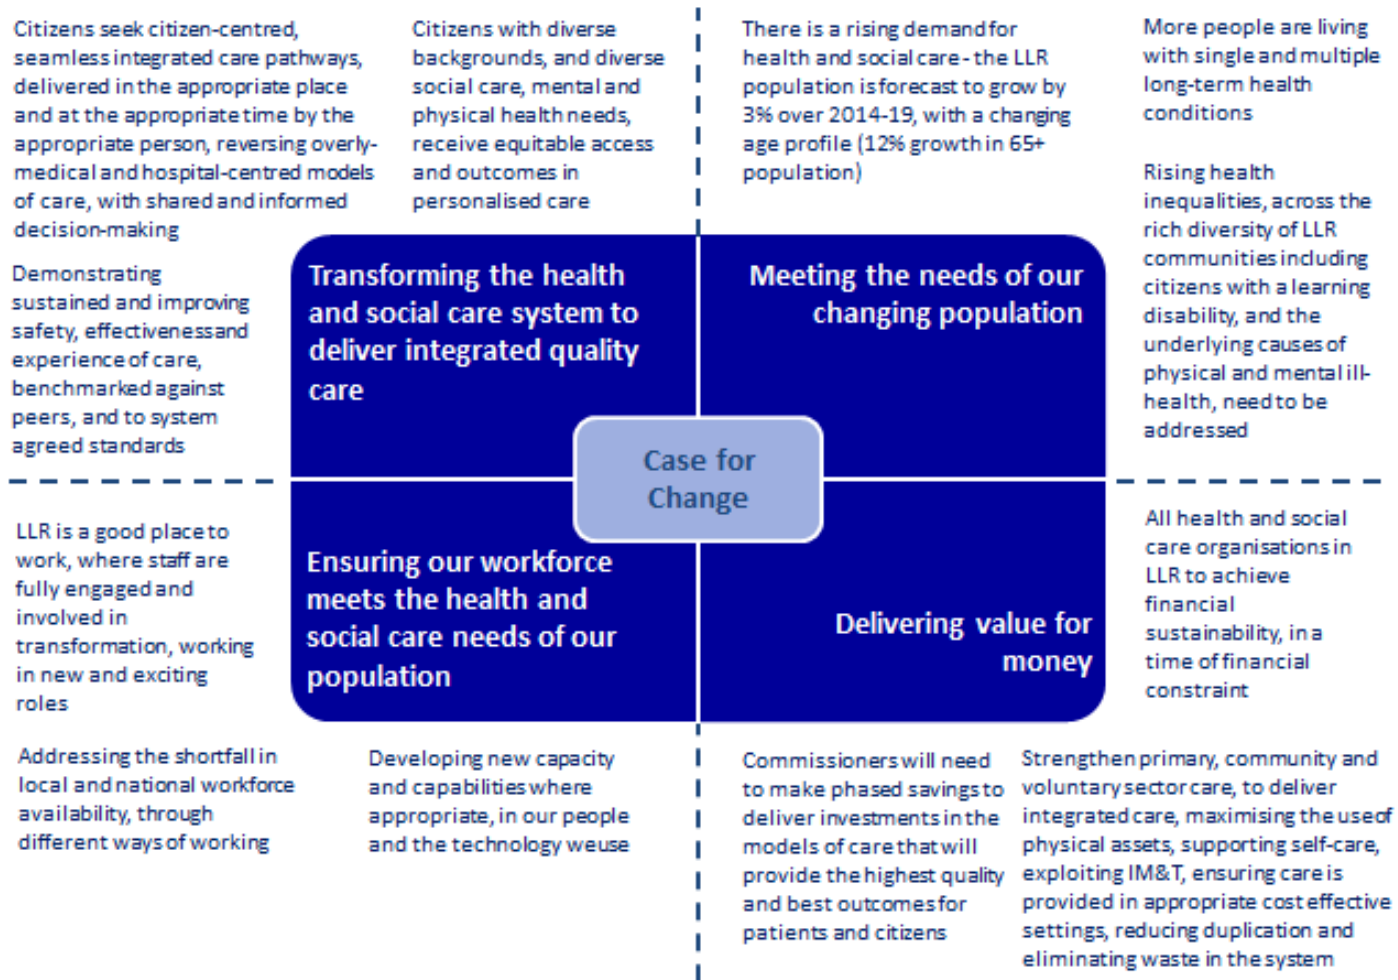 Citizens seek citizen-centred,
seamless integrated care pathways,
delivered in the appropriate place
and at the appropriate time by the
appropriate person, reversing overly-
medical and hospital-centred models
of care, with shared and informed
decision-making
Citizens with diverse
backgrounds, and diverse
social care, mental and
physical health needs,
receive equitable access
and outcomes in
personalised care
Demonstrating
sustained and improving
safety, effectivenessand
experience of care,
benchmarked against
peers, and to system
agreed standards
Transforming the health
and social care system to
deliver integrated quality
care
There is a rising demand for
health and social care - the LLR
population is forecast to grow by
3% over 2014-19, with a changing
age profile (12% growth in 65+
population)
More people are living
with single and multiple
long-term health
conditions
Rising health
inequalities, across the
rich diversity of LLR
communities including
citizens with a learning
disability, and the
underlying causes of
physical and mental ill-
health, need to be
addressed
Meeting the needs of our
changing population
Case for
Change
LLR is a good place to
work, where staff are
fully engaged and
involved in
transformation, working
in new and exciting
roles
Ensuring our workforce
meets the health and
social care needs of our
population
Addressing the shortfall in
local and national workforce
availability, through
different ways of working
Developing new capacity
and capabilities where
appropriate, in our people
and the technology weuse
Delivering value for
money
All health and social
care organisations in
LLR to achieve
financial
sustainability, in a
time of financial
constraint
Commissioners will need
to make phased savings to
deliver investments in the
models of care that will
provide the highest quality
and best outcomes for
patients and citizens
Strengthen primary, community and
voluntary sector care, to deliver
integrated care, maximising the useof
physical assets, supporting self-care,
exploiting IM&T, ensuring care is
provided in appropriate cost effective
settings, reducing duplication and
eliminating waste in the system